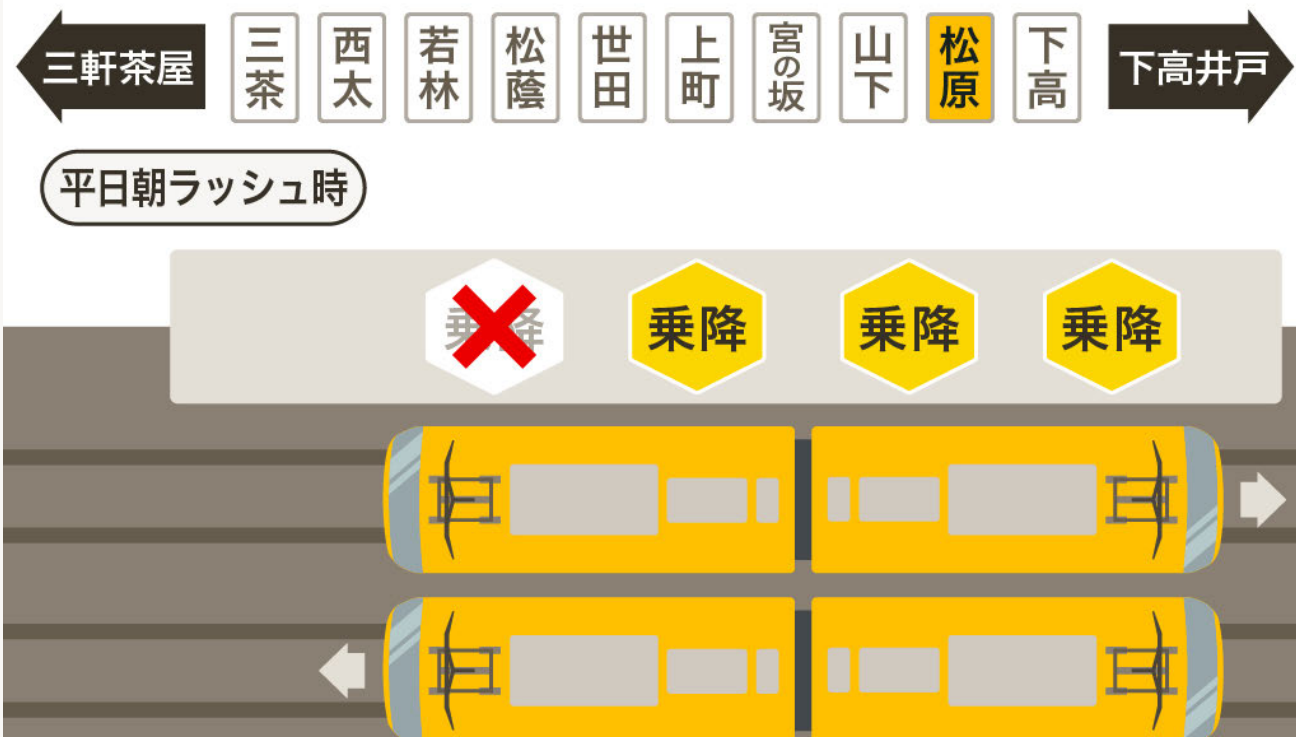 三軒茶屋
三茶
西太
若林
松蔭
世田
上町
宮の坂
山下
松原
下高
下高井戸
平日朝ラッシュ時
乗降
乗降
乗降
乗降